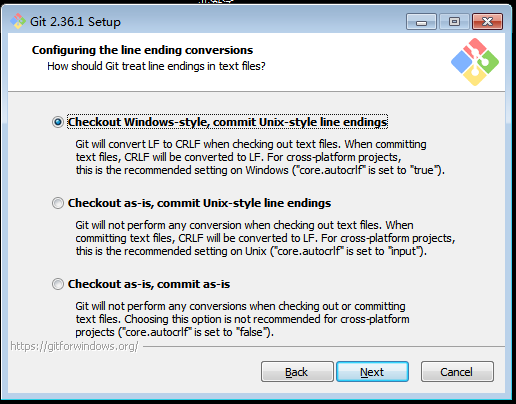 Git 2.36.1 Setup
Configuring the line ending conversions
How should Git treat line endings in text files?
Checkout Windows-style, commit Unix-style line endings
Git will convert LF to CRLF when checking out text files. When committing
text files, CRLF will be converted to LF. For cross-platform projects,
this is the recommended setting on Windows ("core.autocrlf" is set to "true").
Checkout as-is, commit Unix-style line endings
Git will not perform any conversion when checking out text files. When
committing text files, CRLF will be converted to LF. For cross-platform projects,
this is the recommended setting on Unix ("core.autocrlf" is set to "input").
Checkout as-is, commit as-is
Git will not perform any conversions when checking out or committing
text files. Choosing this option is not recommended for cross-platform
projects ("core.autocrlf" is set to "false").
https://gitforwindows.org/
Back
Next
Cancel